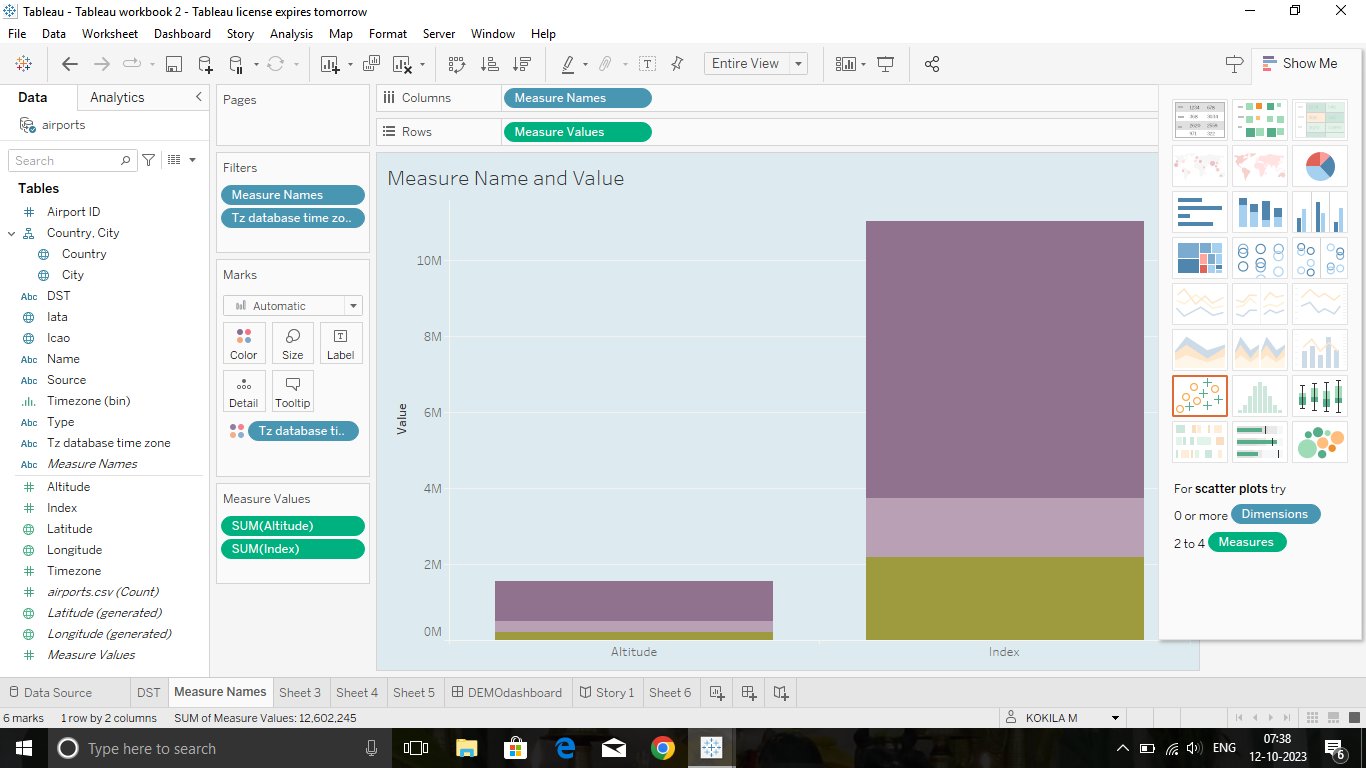 Tableau - Tableau workbook 2 - Tableau license expires tomorrow
File Data Worksheet Dashboard Story Analysis Map Format Server Window Help
Entire View
Show Me
Data Analytics
airports
Search
Tables
Airport ID
Country, City
Country
City
Abc DST
Iata
Icao
Abc Name
Abc Source
Timezone (bin)
Abc Type
Abc Tz database time zone
Abc Measure Names
Altitude
Index
Latitude
Longitude
Timezone
airports.csv (Count)
Latitude (generated)
Longitude (generated)
Measure Values
Pages
Filters
Measure Names
Tz database time zo..
Marks
Automatic
Color Size Label
Detail Tooltip
Tz database ti..
Measure Values
SUM(Altitude)
SUM(Index)
Columns Measure Names
Rows Measure Values
Measure Name and Value
10M
8M
6M
4M
2M
0M
Value
Altitude Index
For scatter plots try
0 or more Dimensions
2 to 4 Measures
Data Source DST Measure Names Sheet 3 Sheet 4 Sheet 5 DEMOdashboard Story 1 Sheet 6
6 marks 1 row by 2 columns SUM of Measure Values: 12,602,245 KOKILA M
Type here to search
ENG
07:38
12-10-2023
6